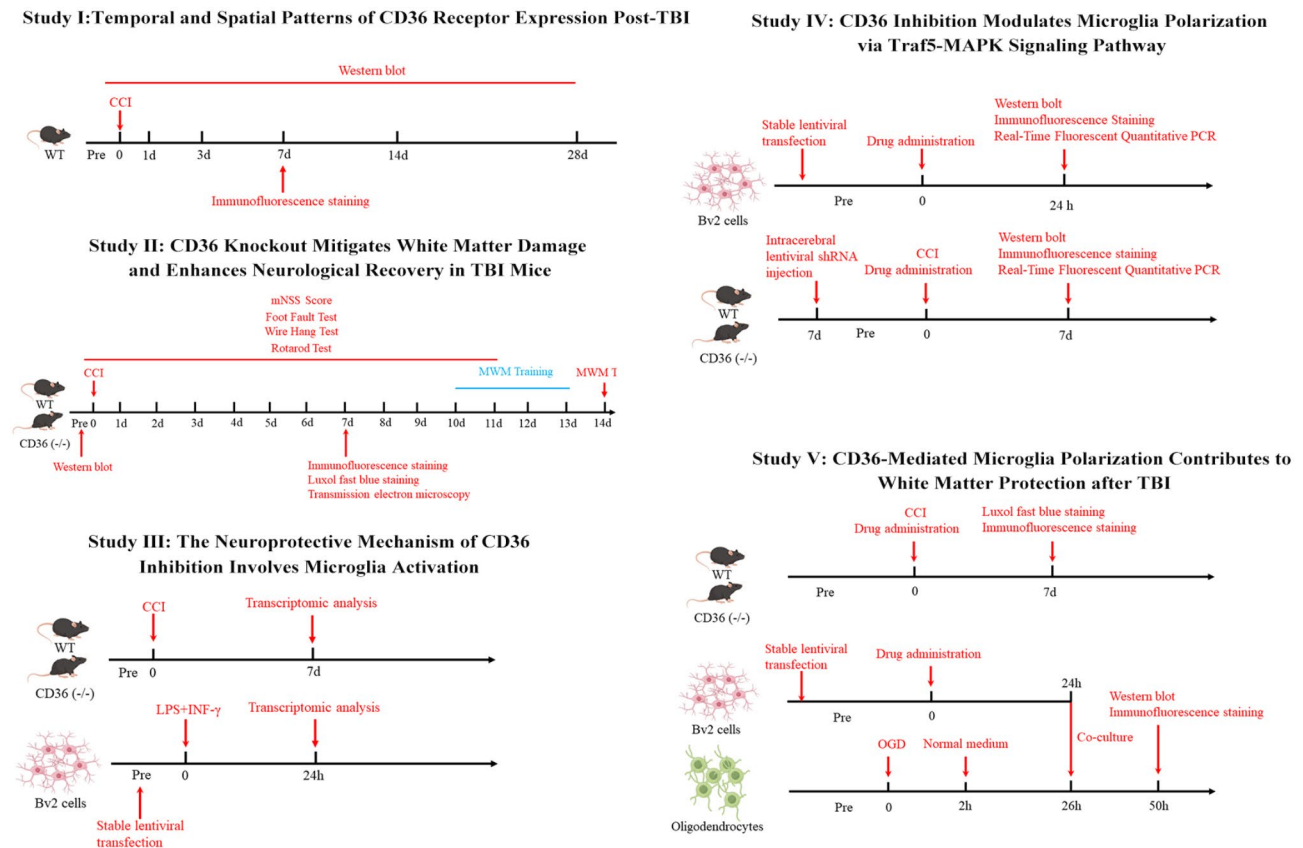 Study I:Temporal and Spatial Patterns of CD36 Receptor Expression Post-TBI
Western blot
CCI
WT
Pre 0 1d 3d 7d 14d 28d
Immunofluorescence staining
Study II: CD36 Knockout Mitigates White Matter Damage
and Enhances Neurological Recovery in TBI Mice
mNSS Score
Foot Fault Test
Wire Hang Test
Rotarod Test
CCI
MWM Training
MWM T
WT
CD36 (-/-)
Pre 0 1d 2d 3d 4d 5d 6d 7d 8d 9d 10d 11d 12d 13d 14d
Western blot
Immunofluorescence staining
Luxol fast blue staining
Transmission electron microscopy
Study III: The Neuroprotective Mechanism of CD36
Inhibition Involves Microglia Activation
CCI
Transcriptomic analysis
WT
CD36 (-/-)
Pre 0 7d
LPS+INF-γ
Transcriptomic analysis
Bv2 cells
Pre 0 24h
Stable lentiviral
transfection
Study IV: CD36 Inhibition Modulates Microglia Polarization
via Traf5-MAPK Signaling Pathway
Stable lentiviral
transfection
Drug administration
Western bolt
Immunofluorescence Staining
Real-Time Fluorescent Quantitative PCR
Bv2 cells
Pre 0 24 h
Intracerebral
lentiviral shRNA
injection
CCI
Drug administration
Western bolt
Immunofluorescence staining
Real-Time Fluorescent Quantitative PCR
WT
CD36 (-/-)
7d Pre 0 7d
Study V: CD36-Mediated Microglia Polarization Contributes to
White Matter Protection after TBI
CCI
Drug administration
Luxol fast blue staining
Immunofluorescence staining
WT
CD36 (-/-)
Pre 0 7d
Stable lentiviral
transfection
Drug administration
24h
Bv2 cells
Pre 0
Western blot
Immunofluorescence staining
Co-culture
OGD
Normal medium
Oligodendrocytes
Pre 0 2h 26h 50h